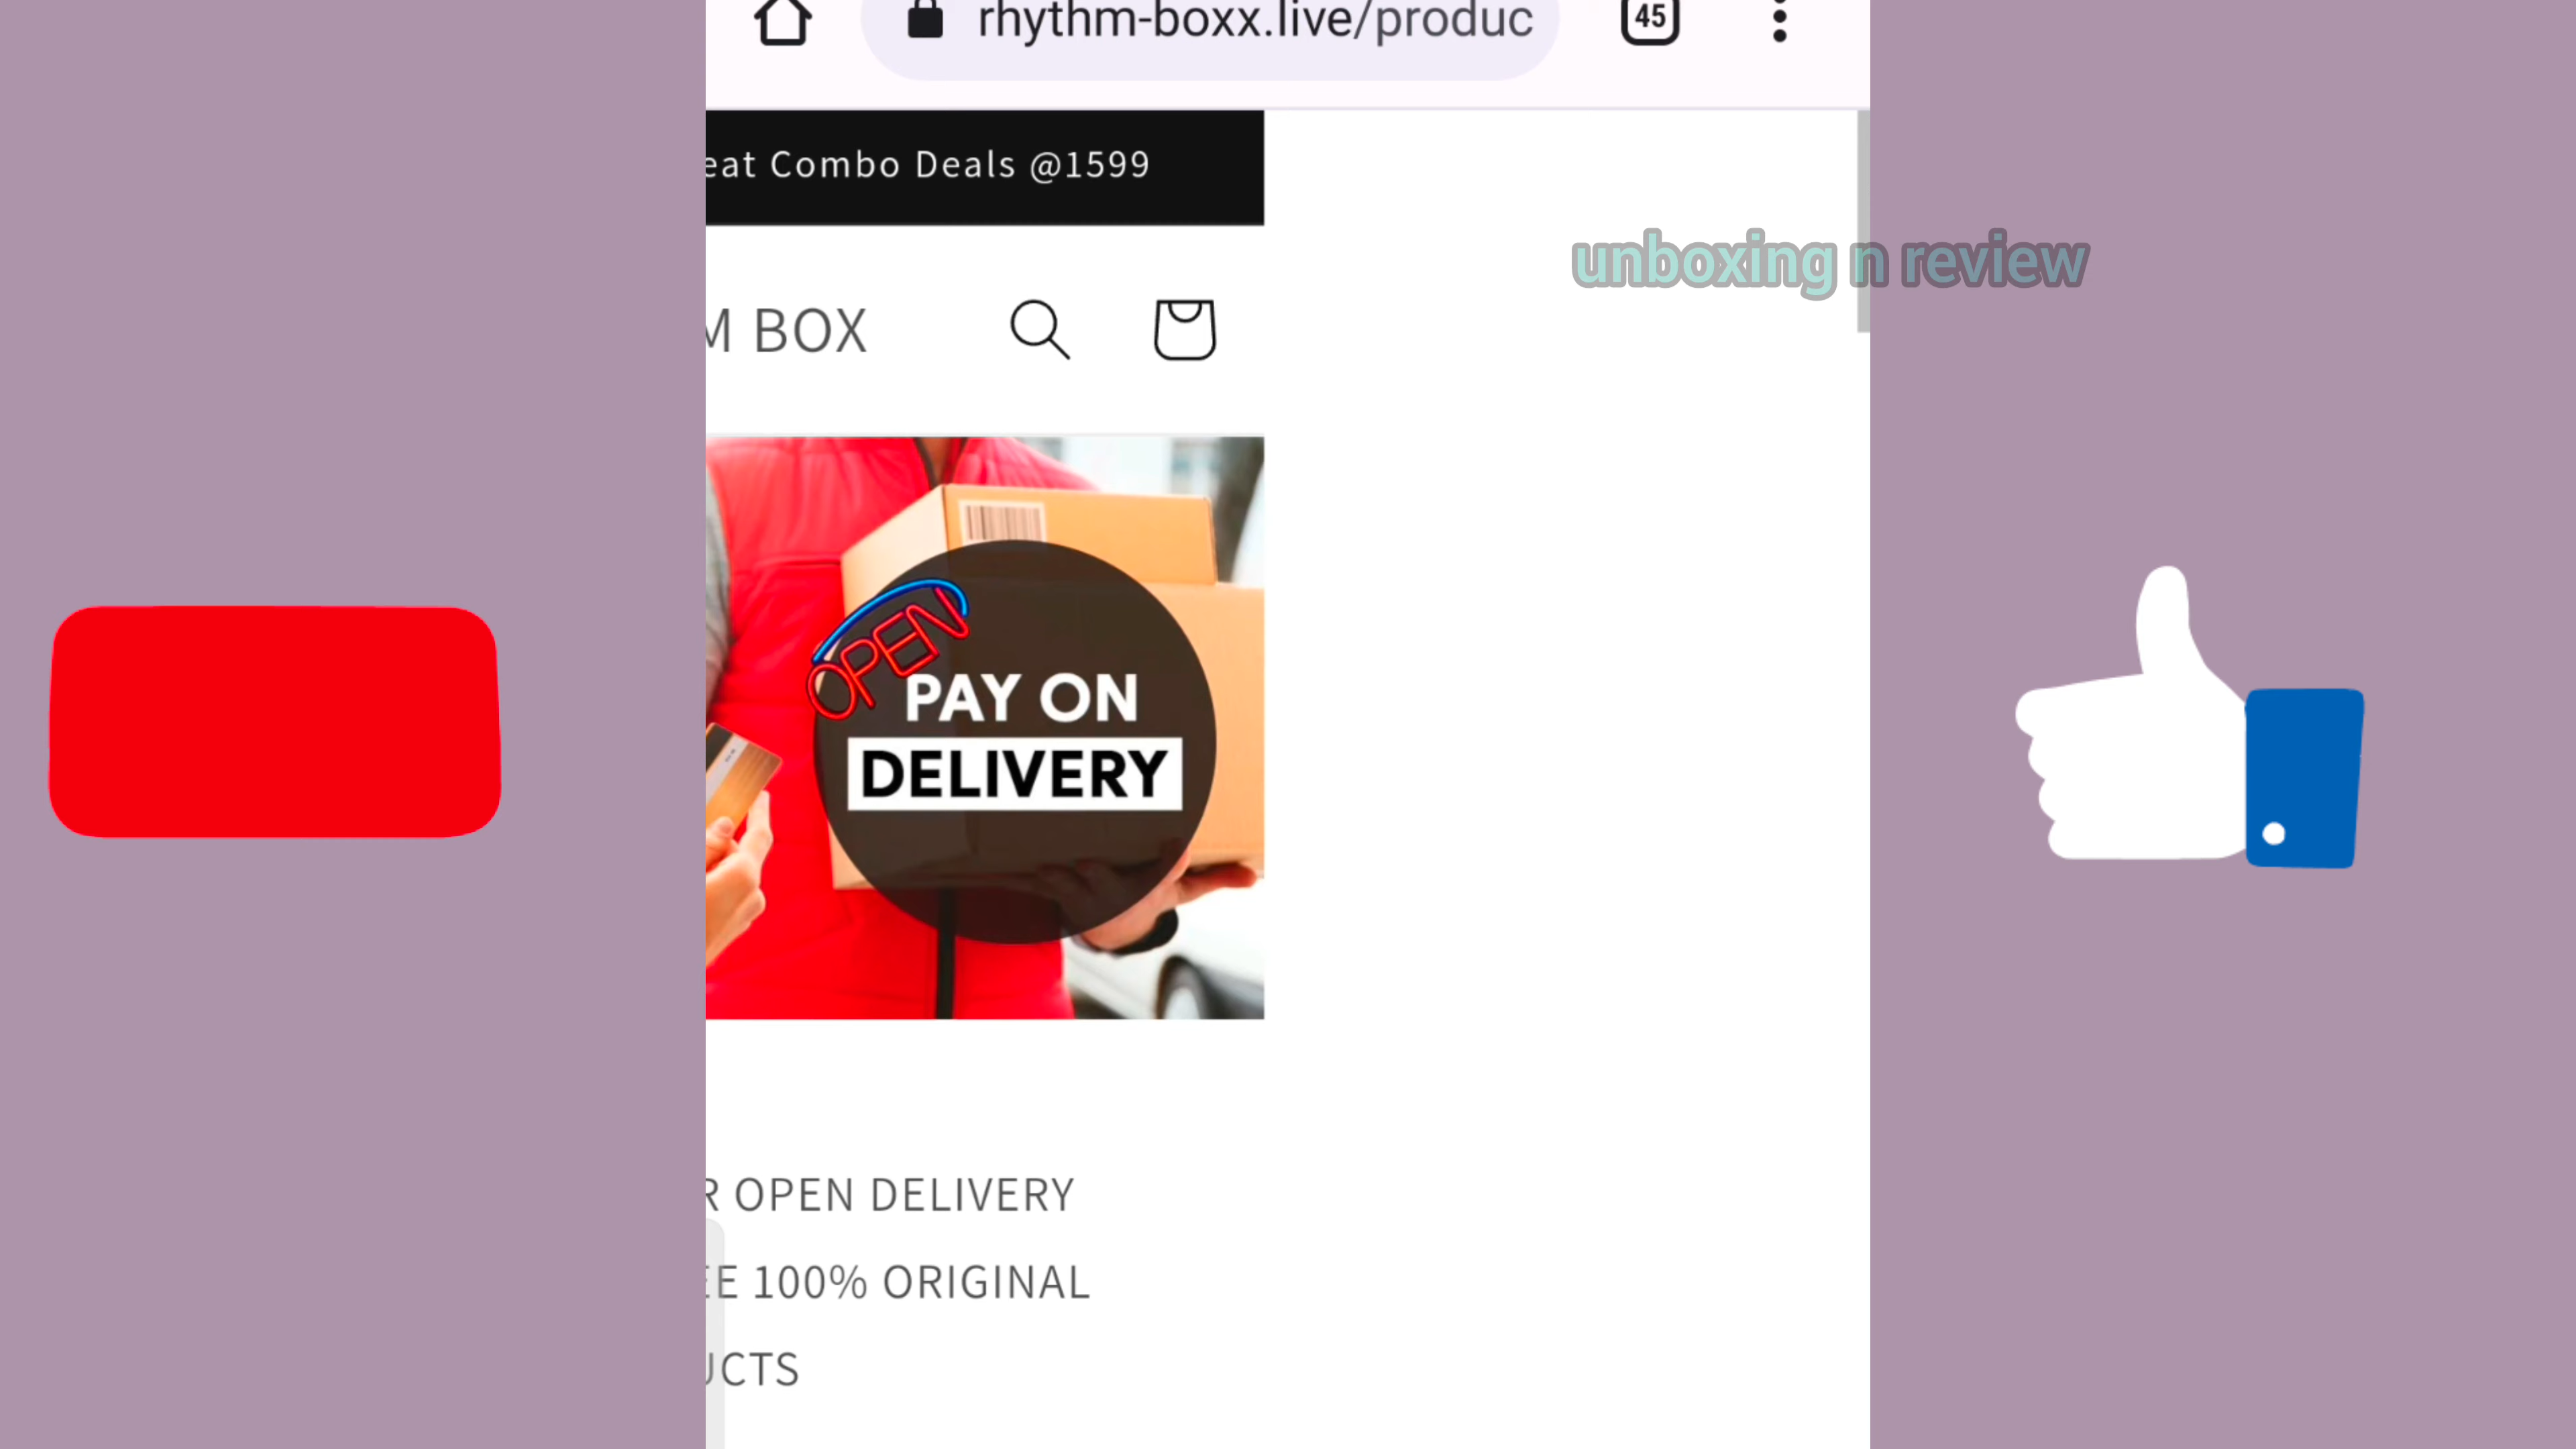 rhythm-boxx.live/produc
45
eat Combo Deals @1599
unboxing n review
M BOX
OPEN
PAY ON
DELIVERY
R OPEN DELIVERY
EE 100% ORIGINAL
UCTS